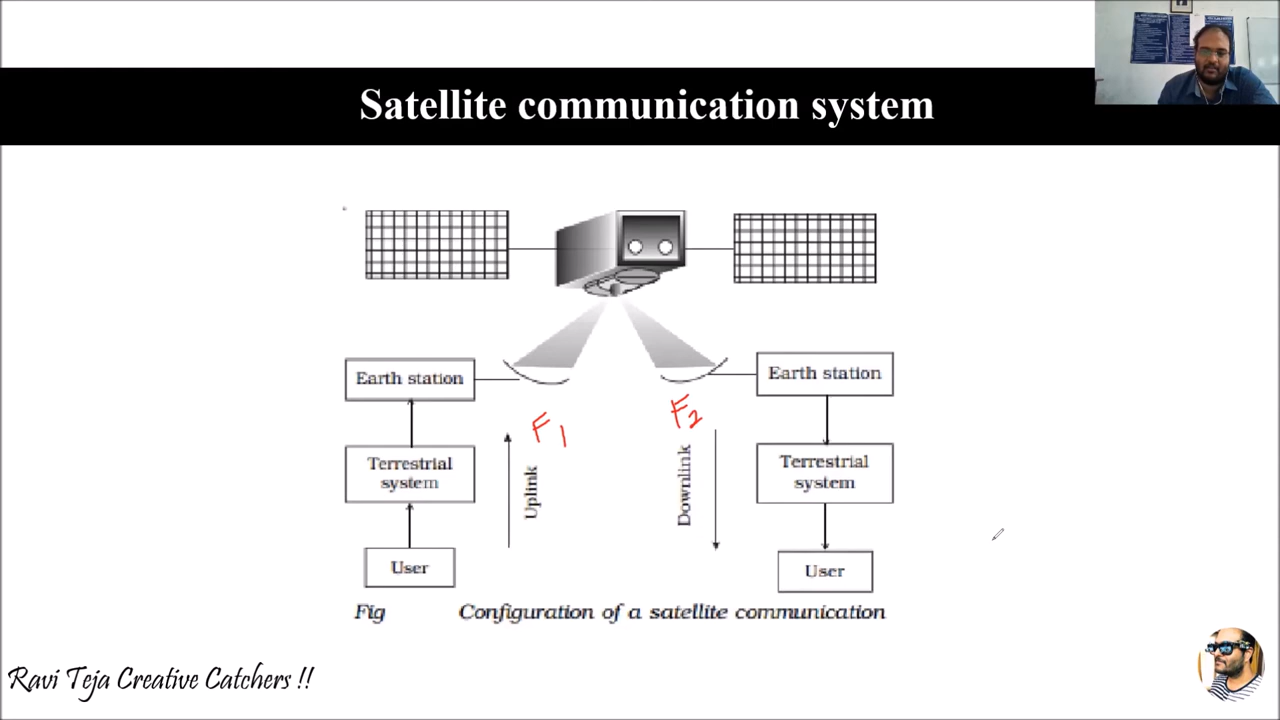 Satellite communication system
Earth station
Earth station
F1
F2
Terrestrial
system
Terrestrial
system
Uplink
Downlink
User
User
Fig Configuration of a satellite communication
Ravi Teja Creative Catchers !!